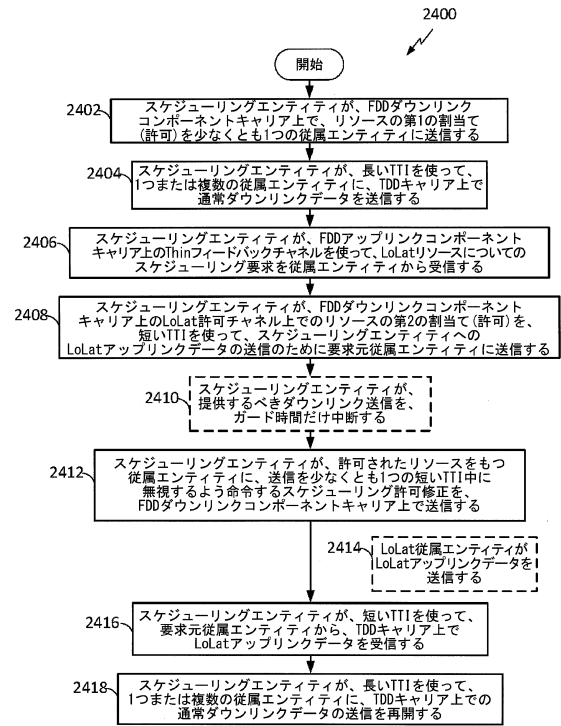 2400
開始
2402
スケジューリングエンティティが、FDDダウンリンク
コンポーネントキャリア上で、リソースの第1の割当て
(許可)を少なくとも1つの従属エンティティに送信する
2404
スケジューリングエンティティが、長いTTIを使って、
1つまたは複数の従属エンティティに、TDDキャリア上で
通常ダウンリンクデータを送信する
2406
スケジューリングエンティティが、FDDアップリンクコンポーネント
キャリア上のThinフィードバックチャネルを使って、LoLatリソースについての
スケジューリング要求を従属エンティティから受信する
2408
スケジューリングエンティティが、FDDダウンリンクコンポーネント
キャリア上のLoLat許可チャネル上でのリソースの第2の割当て(許可)を、
短いTTIを使って、スケジューリングエンティティへの
LoLatアップリンクデータの送信のために要求元従属エンティティに送信する
2410
スケジューリングエンティティが、
提供するべきダウンリンク送信を、
ガード時間だけ中断する
2412
スケジューリングエンティティが、許可されたリソースをもつ
従属エンティティに、送信を少なくとも1つの短いTTI中に
無視するよう命令するスケジューリング許可修正を、
FDDダウンリンクコンポーネントキャリア上で送信する
2414
LoLat従属エンティティが
LoLatアップリンクデータを
送信する
2416
スケジューリングエンティティが、短いTTIを使って、
要求元従属エンティティから、TDDキャリア上で
LoLatアップリンクデータを受信する
2418
スケジューリングエンティティが、長いTTIを使って、
1つまたは複数の従属エンティティに、TDDキャリア上での
通常ダウンリンクデータの送信を再開する